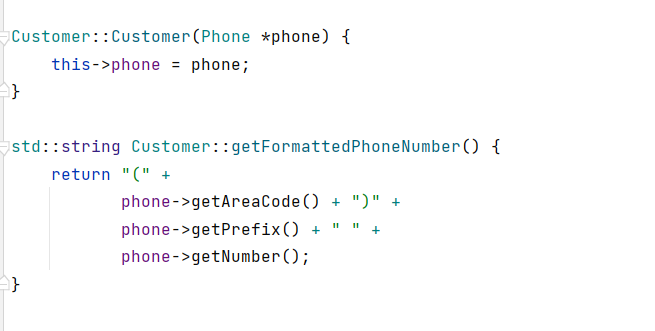 Customer::Customer(Phone *phone) {
    this->phone = phone;
}
std::string Customer::getFormattedPhoneNumber() {
    return "(" +
           phone->getAreaCode() + ")" +
           phone->getPrefix() + " " +
           phone->getNumber();
}